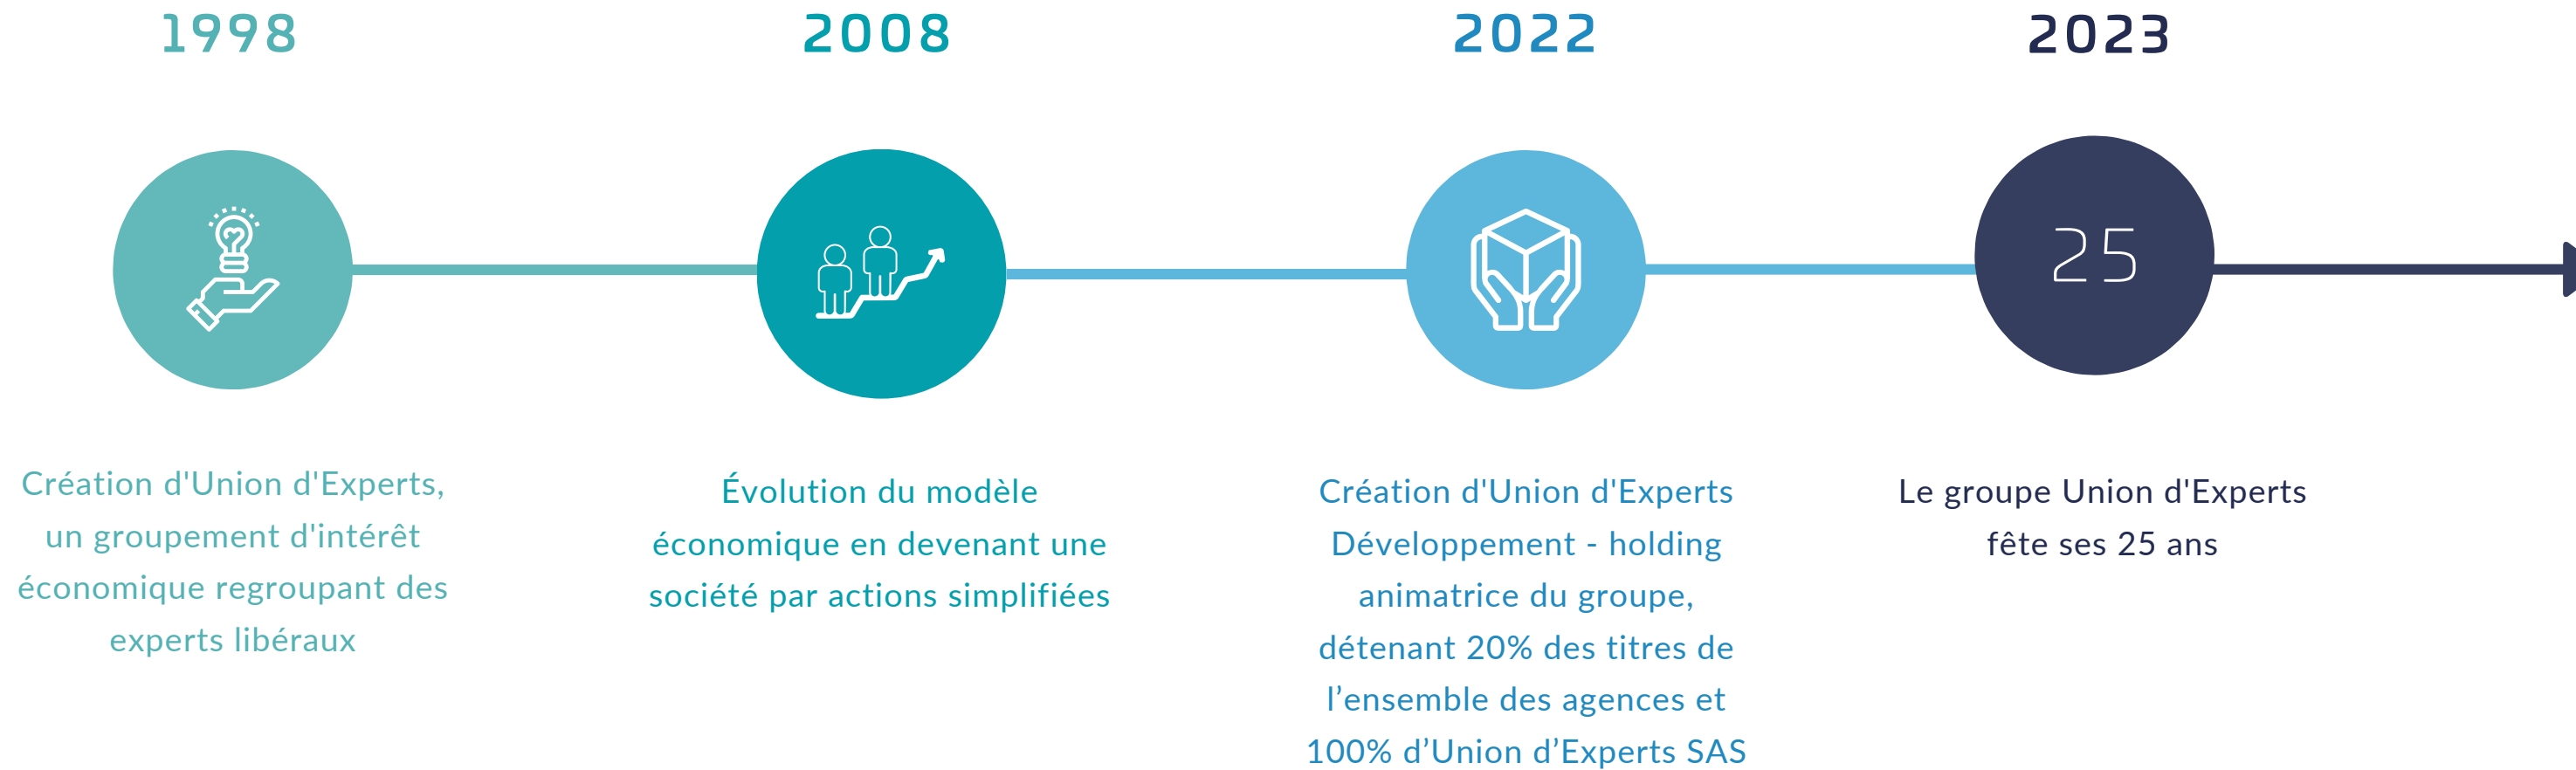 1998
2008
2022
2023
25
Création d'Union d'Experts,
un groupement d'intérêt
économique regroupant des
experts libéraux
Évolution du modèle
économique en devenant une
société par actions simplifiées
Création d'Union d'Experts
Développement - holding
animatrice du groupe,
détenant 20% des titres de
l’ensemble des agences et
100% d’Union d’Experts SAS
Le groupe Union d'Experts
fête ses 25 ans